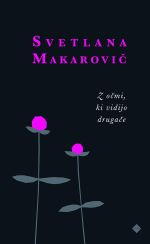 SVETLANA
MAKAROVIČ
Z očmi,
ki vidijo
drugače